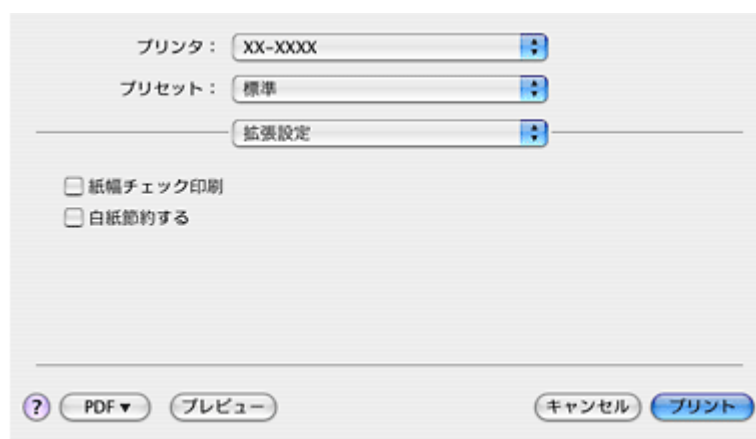 プリンタ： XX-XXXX
プリセット： 標準
拡張設定
紙幅チェック印刷
白紙節約する
? PDF▼ プレビュー キャンセル プリント